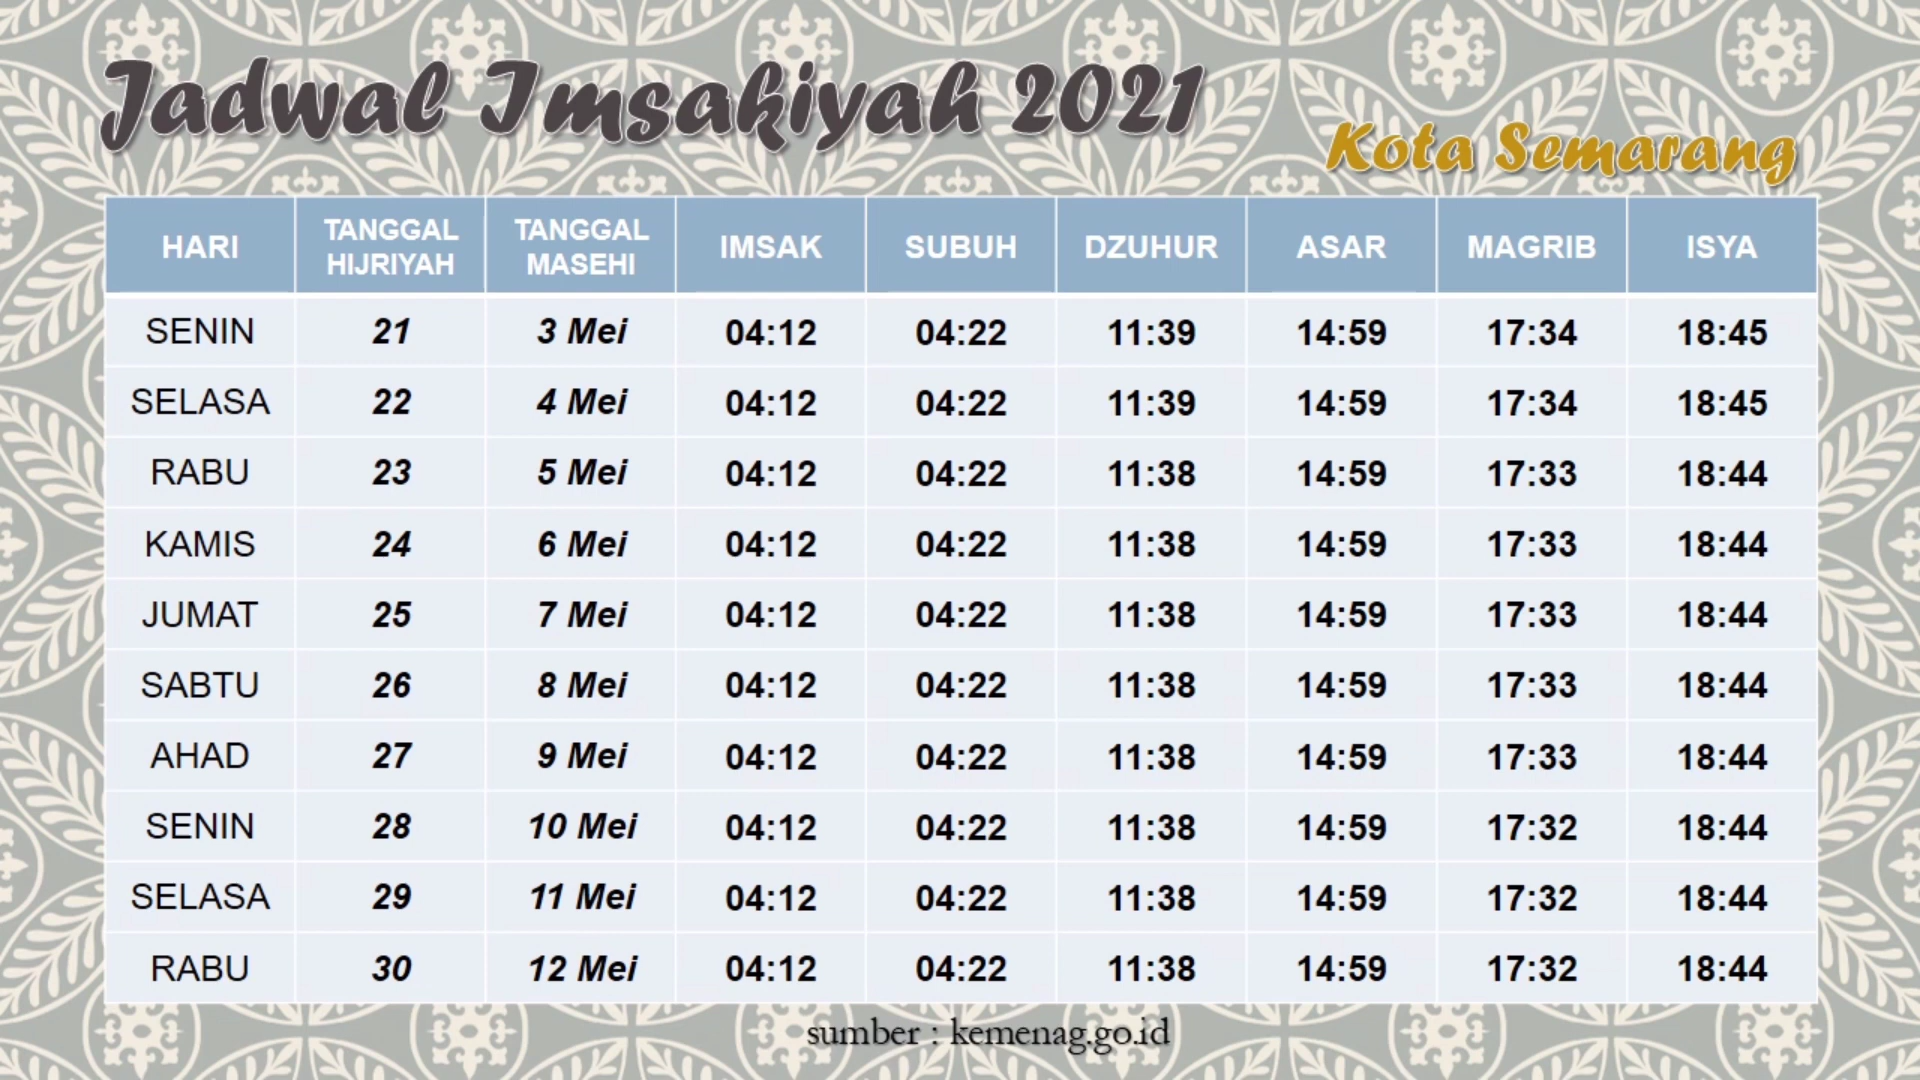 Jadwal Imsakiyah 2021
Kota Semarang
HARI TANGGAL HIJRIYAH TANGGAL MASEHI IMSAK SUBUH DZUHUR ASAR MAGRIB ISYA
SENIN 21 3 Mei 04:12 04:22 11:39 14:59 17:34 18:45
SELASA 22 4 Mei 04:12 04:22 11:39 14:59 17:34 18:45
RABU 23 5 Mei 04:12 04:22 11:38 14:59 17:33 18:44
KAMIS 24 6 Mei 04:12 04:22 11:38 14:59 17:33 18:44
JUMAT 25 7 Mei 04:12 04:22 11:38 14:59 17:33 18:44
SABTU 26 8 Mei 04:12 04:22 11:38 14:59 17:33 18:44
AHAD 27 9 Mei 04:12 04:22 11:38 14:59 17:33 18:44
SENIN 28 10 Mei 04:12 04:22 11:38 14:59 17:32 18:44
SELASA 29 11 Mei 04:12 04:22 11:38 14:59 17:32 18:44
RABU 30 12 Mei 04:12 04:22 11:38 14:59 17:32 18:44
sumber : kemenag.go.id